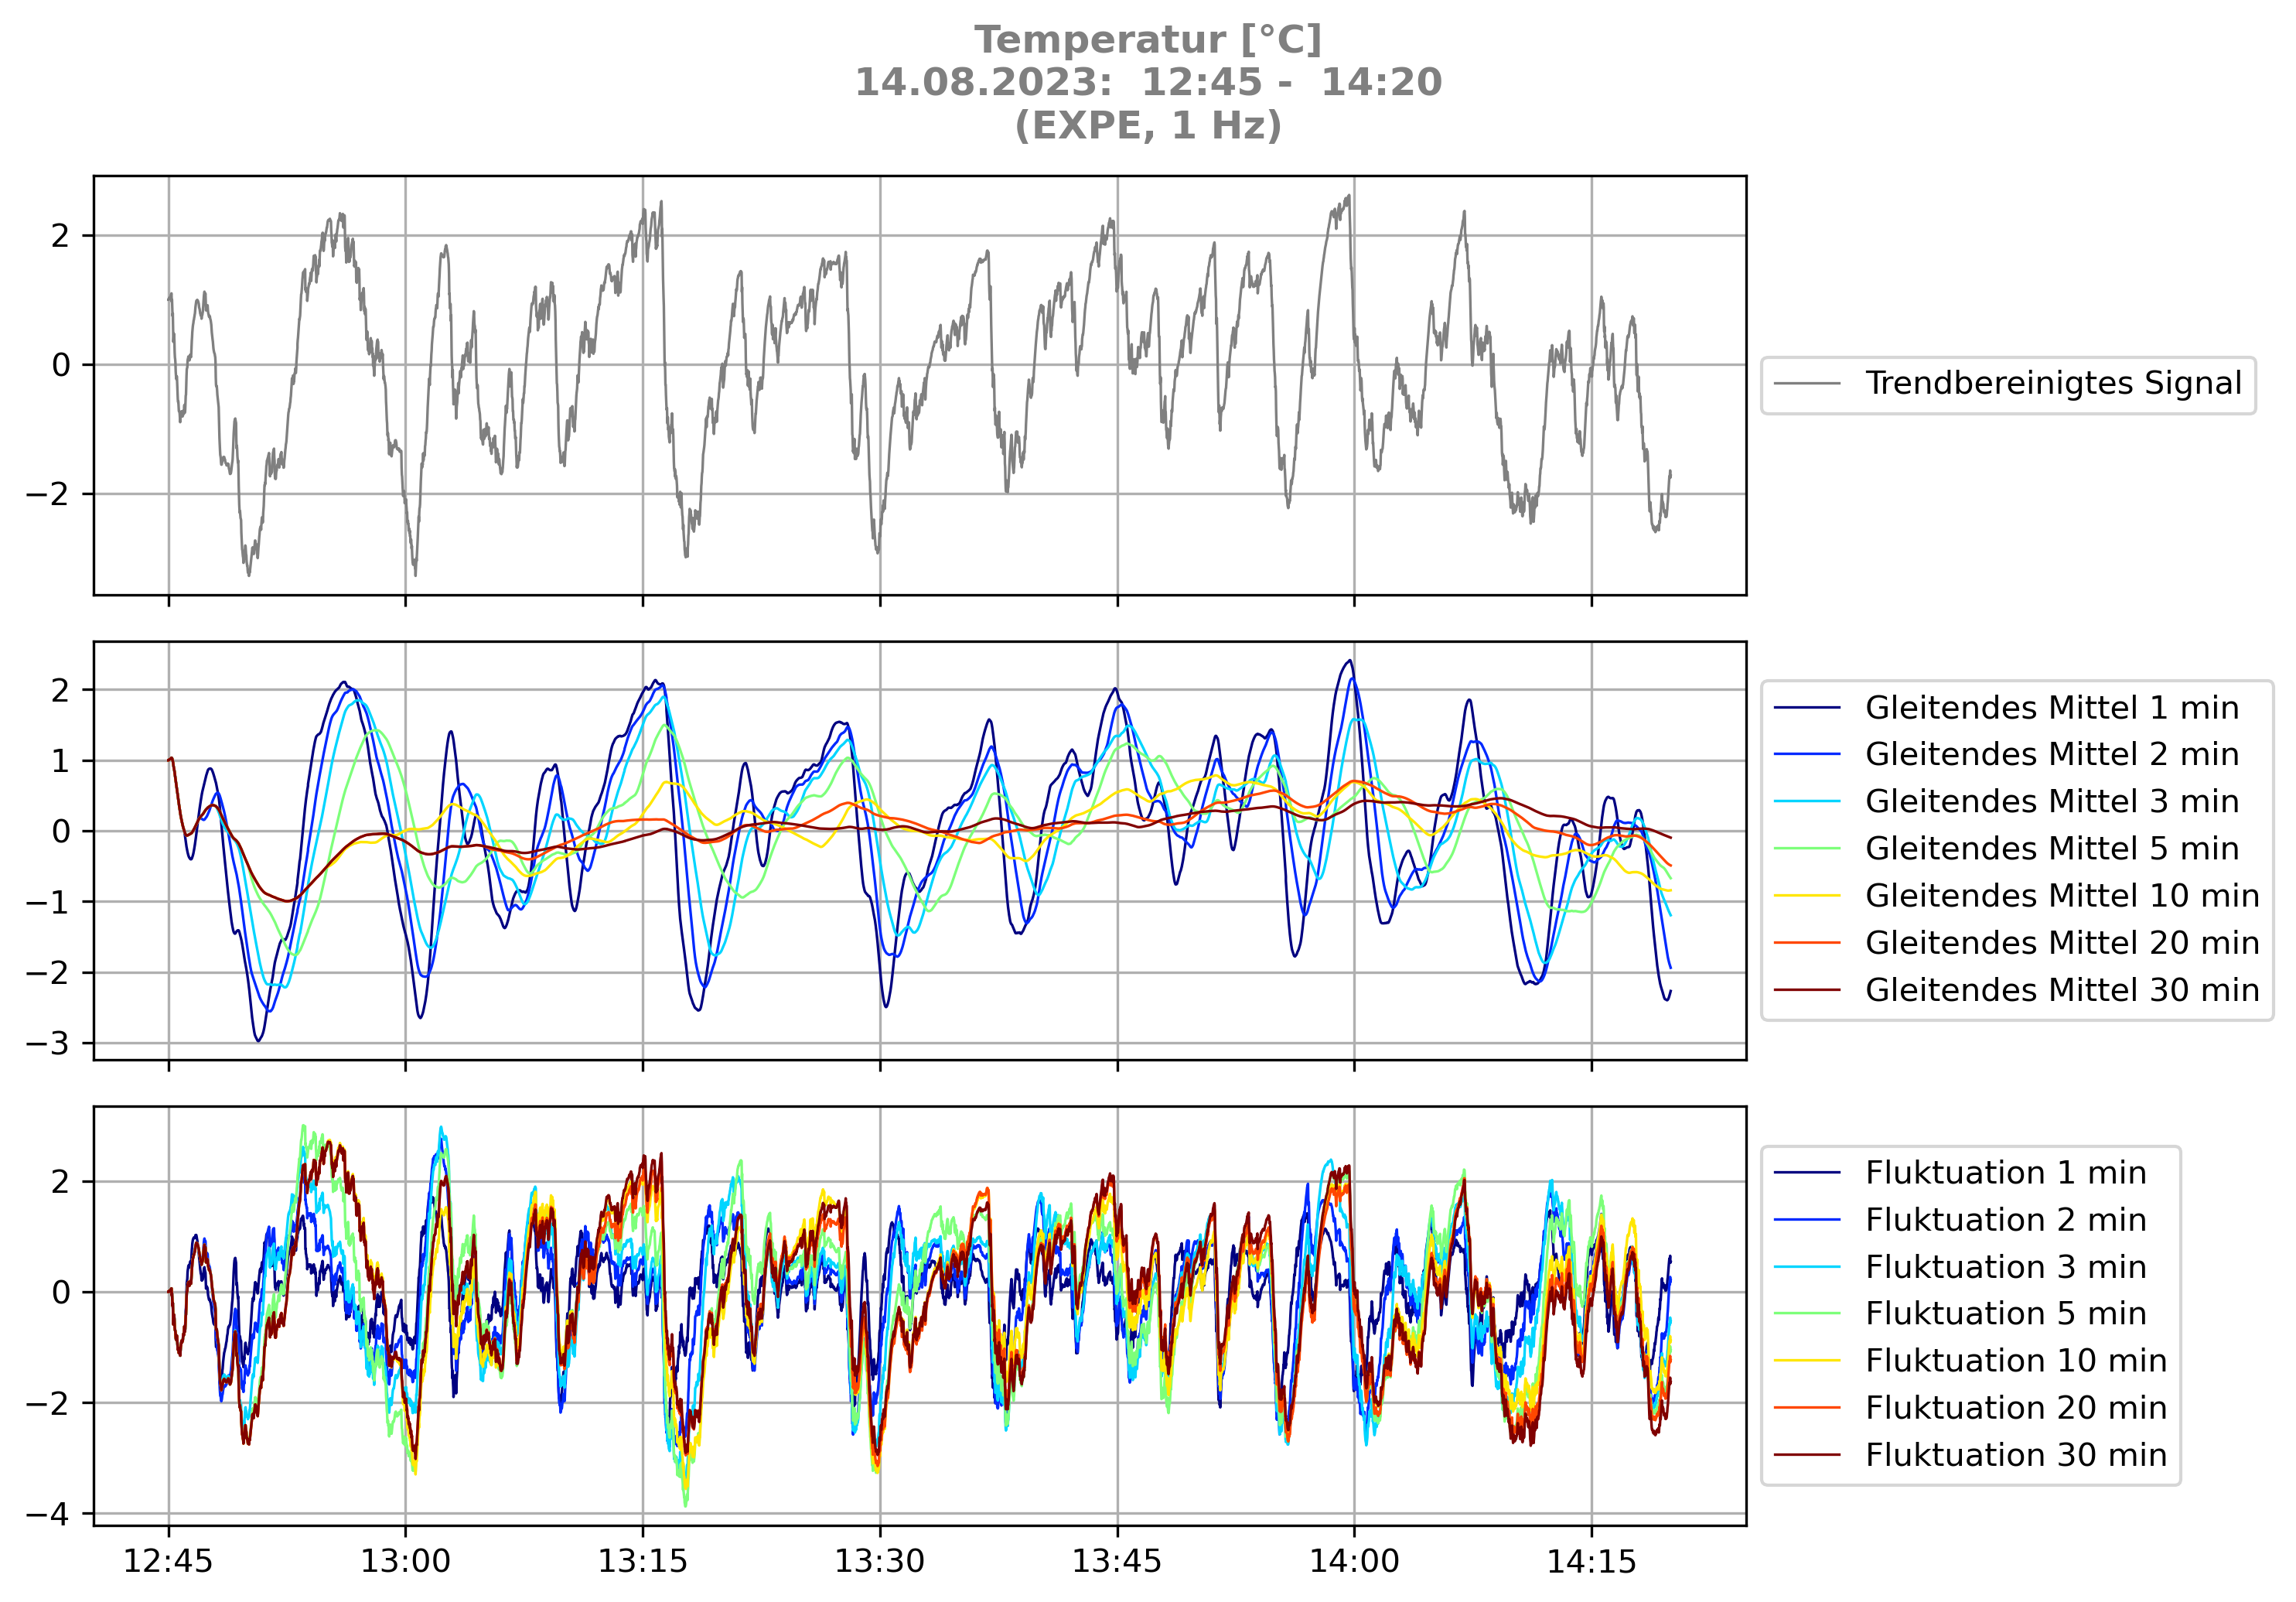 Temperatur [°C]
14.08.2023:  12:45 -  14:20
(EXPE, 1 Hz)
2
0
−2
Trendbereinigtes Signal
2
1
0
−1
−2
−3
Gleitendes Mittel 1 min
Gleitendes Mittel 2 min
Gleitendes Mittel 3 min
Gleitendes Mittel 5 min
Gleitendes Mittel 10 min
Gleitendes Mittel 20 min
Gleitendes Mittel 30 min
2
0
−2
−4
Fluktuation 1 min
Fluktuation 2 min
Fluktuation 3 min
Fluktuation 5 min
Fluktuation 10 min
Fluktuation 20 min
Fluktuation 30 min
12:45 13:00 13:15 13:30 13:45 14:00 14:15